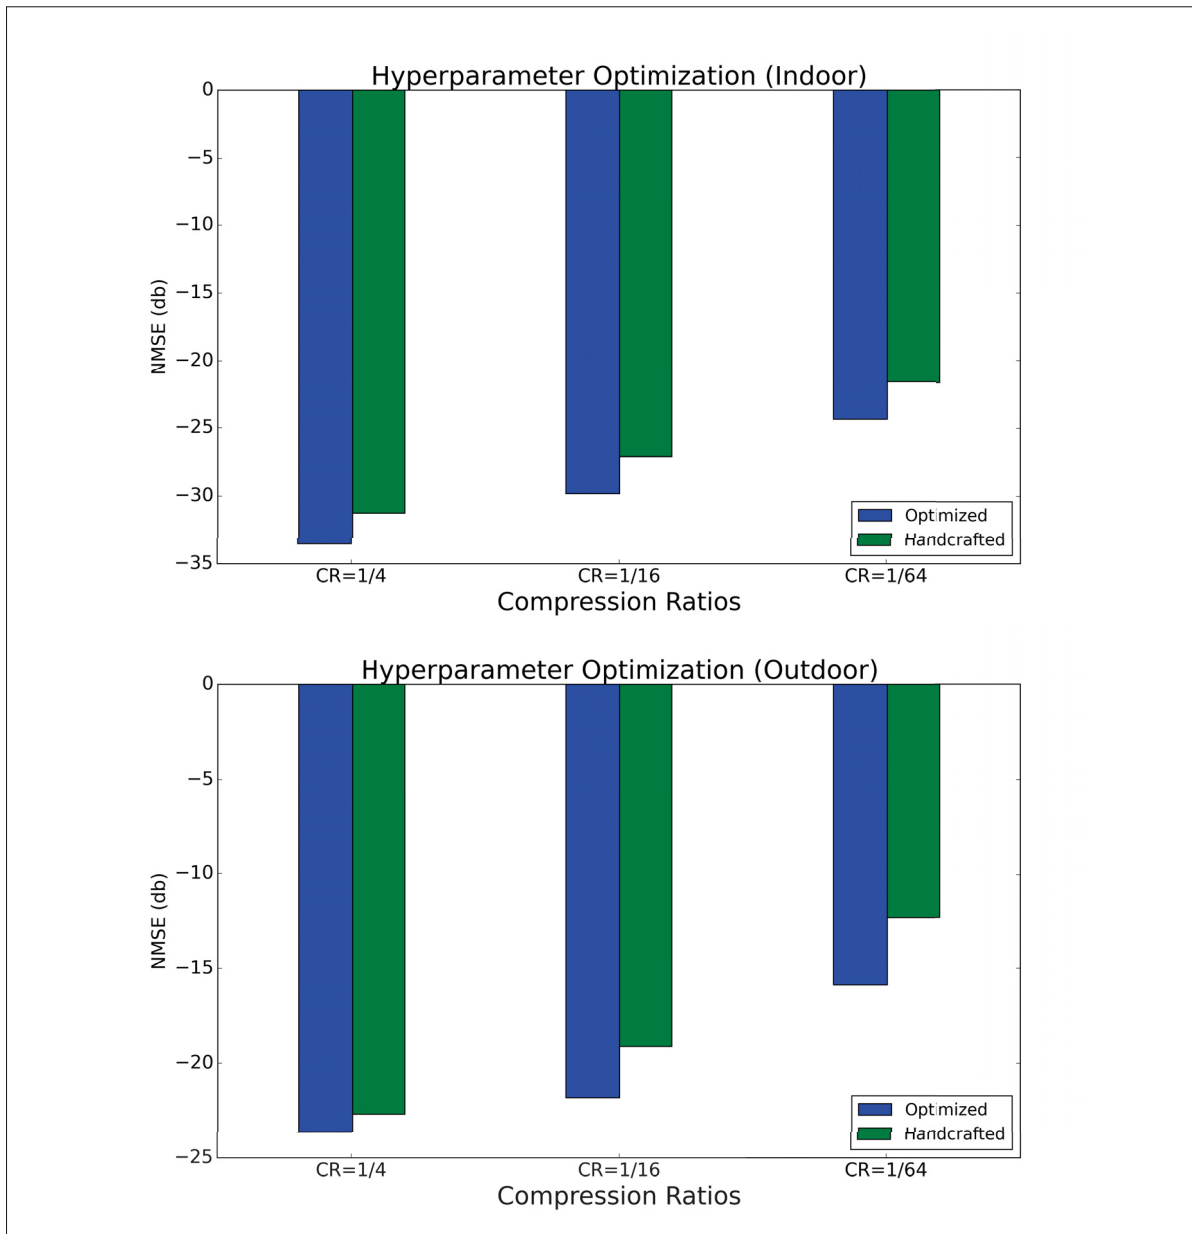 Hyperparameter Optimization (Indoor)
0
−5
−10
−15
−20
−25
−30
−35
NMSE (db)
Optimized
Handcrafted
CR=1/4 CR=1/16 CR=1/64
Compression Ratios
Hyperparameter Optimization (Outdoor)
0
−5
−10
−15
−20
−25
NMSE (db)
Optimized
Handcrafted
CR=1/4 CR=1/16 CR=1/64
Compression Ratios